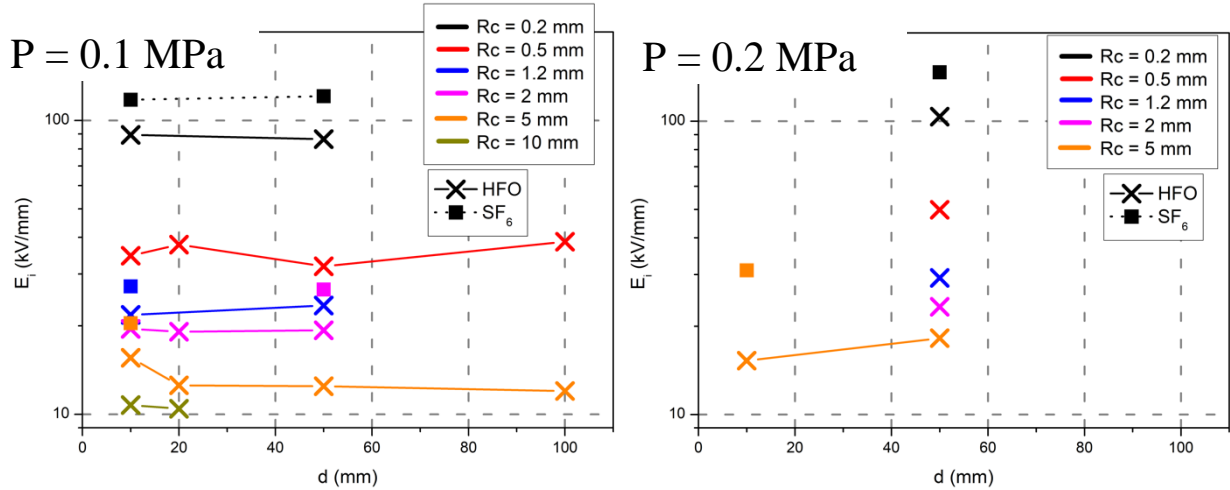 P = 0.1 MPa
Rc = 0.2 mm
Rc = 0.5 mm
Rc = 1.2 mm
Rc = 2 mm
Rc = 5 mm
Rc = 10 mm
HFO
SF₆
100
10
E_i (kV/mm)
0 20 40 60 80 100
d (mm)
P = 0.2 MPa
Rc = 0.2 mm
Rc = 0.5 mm
Rc = 1.2 mm
Rc = 2 mm
Rc = 5 mm
HFO
SF₆
100
10
E_i (kV/mm)
0 20 40 60 80 100
d (mm)